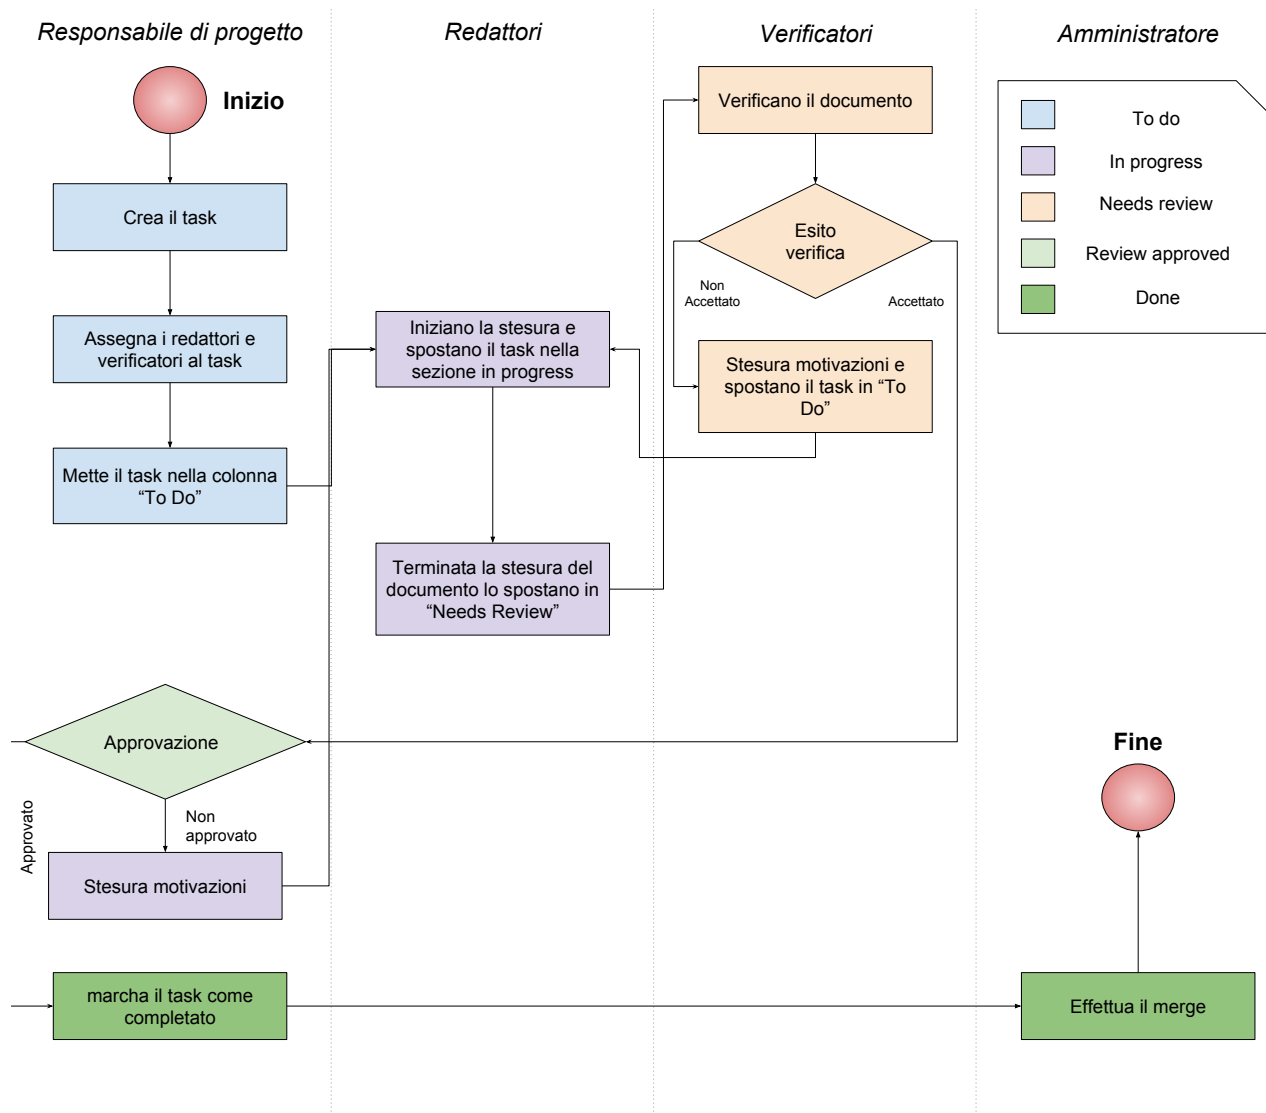 Responsabile di progetto
Redattori
Verificatori
Amministratore
Inizio
Crea il task
Assegna i redattori e
verificatori al task
Mette il task nella colonna
“To Do”
Iniziano la stesura e
spostano il task nella
sezione in progress
Terminata la stesura del
documento lo spostano in
“Needs Review”
Verificano il documento
Esito
verifica
Non
Accettato
Accettato
Stesura motivazioni e
spostano il task in “To
Do”
To do
In progress
Needs review
Review approved
Done
Approvazione
Approvato
Non
approvato
Stesura motivazioni
marcha il task come
completato
Effettua il merge
Fine